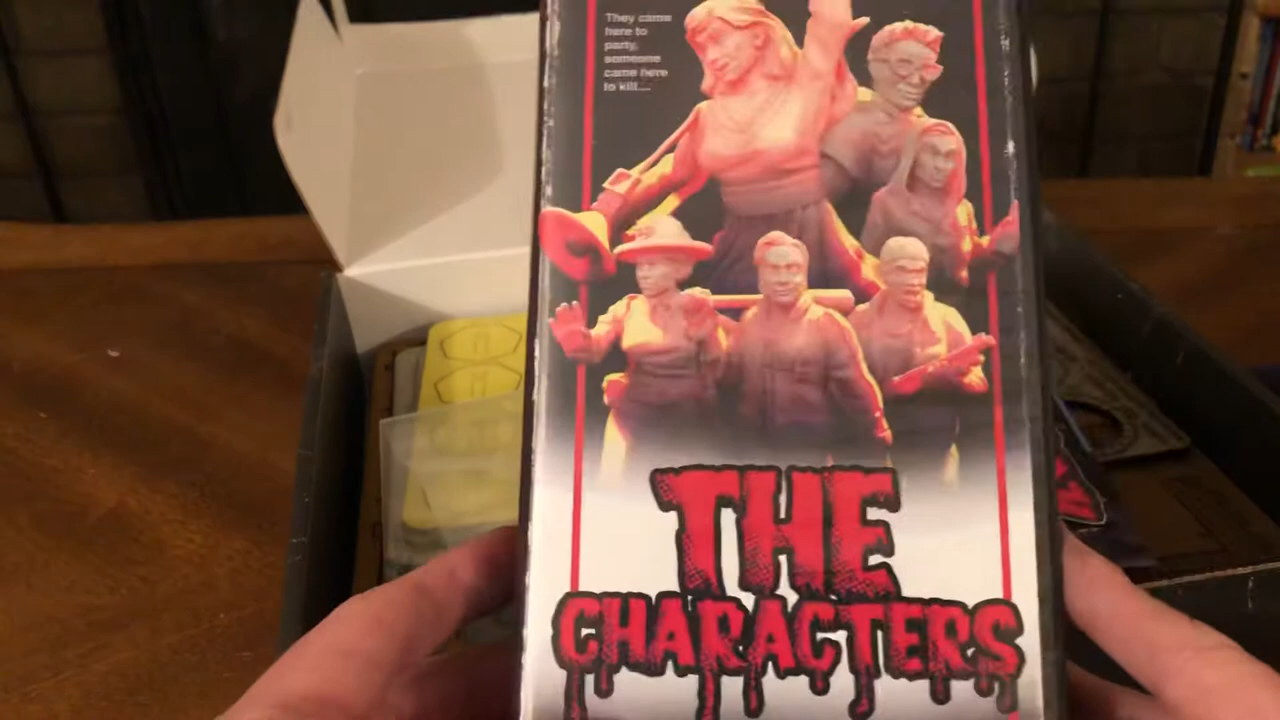 They came
here to
party,
someone
came here
to kill....
THE
CHARACTERS